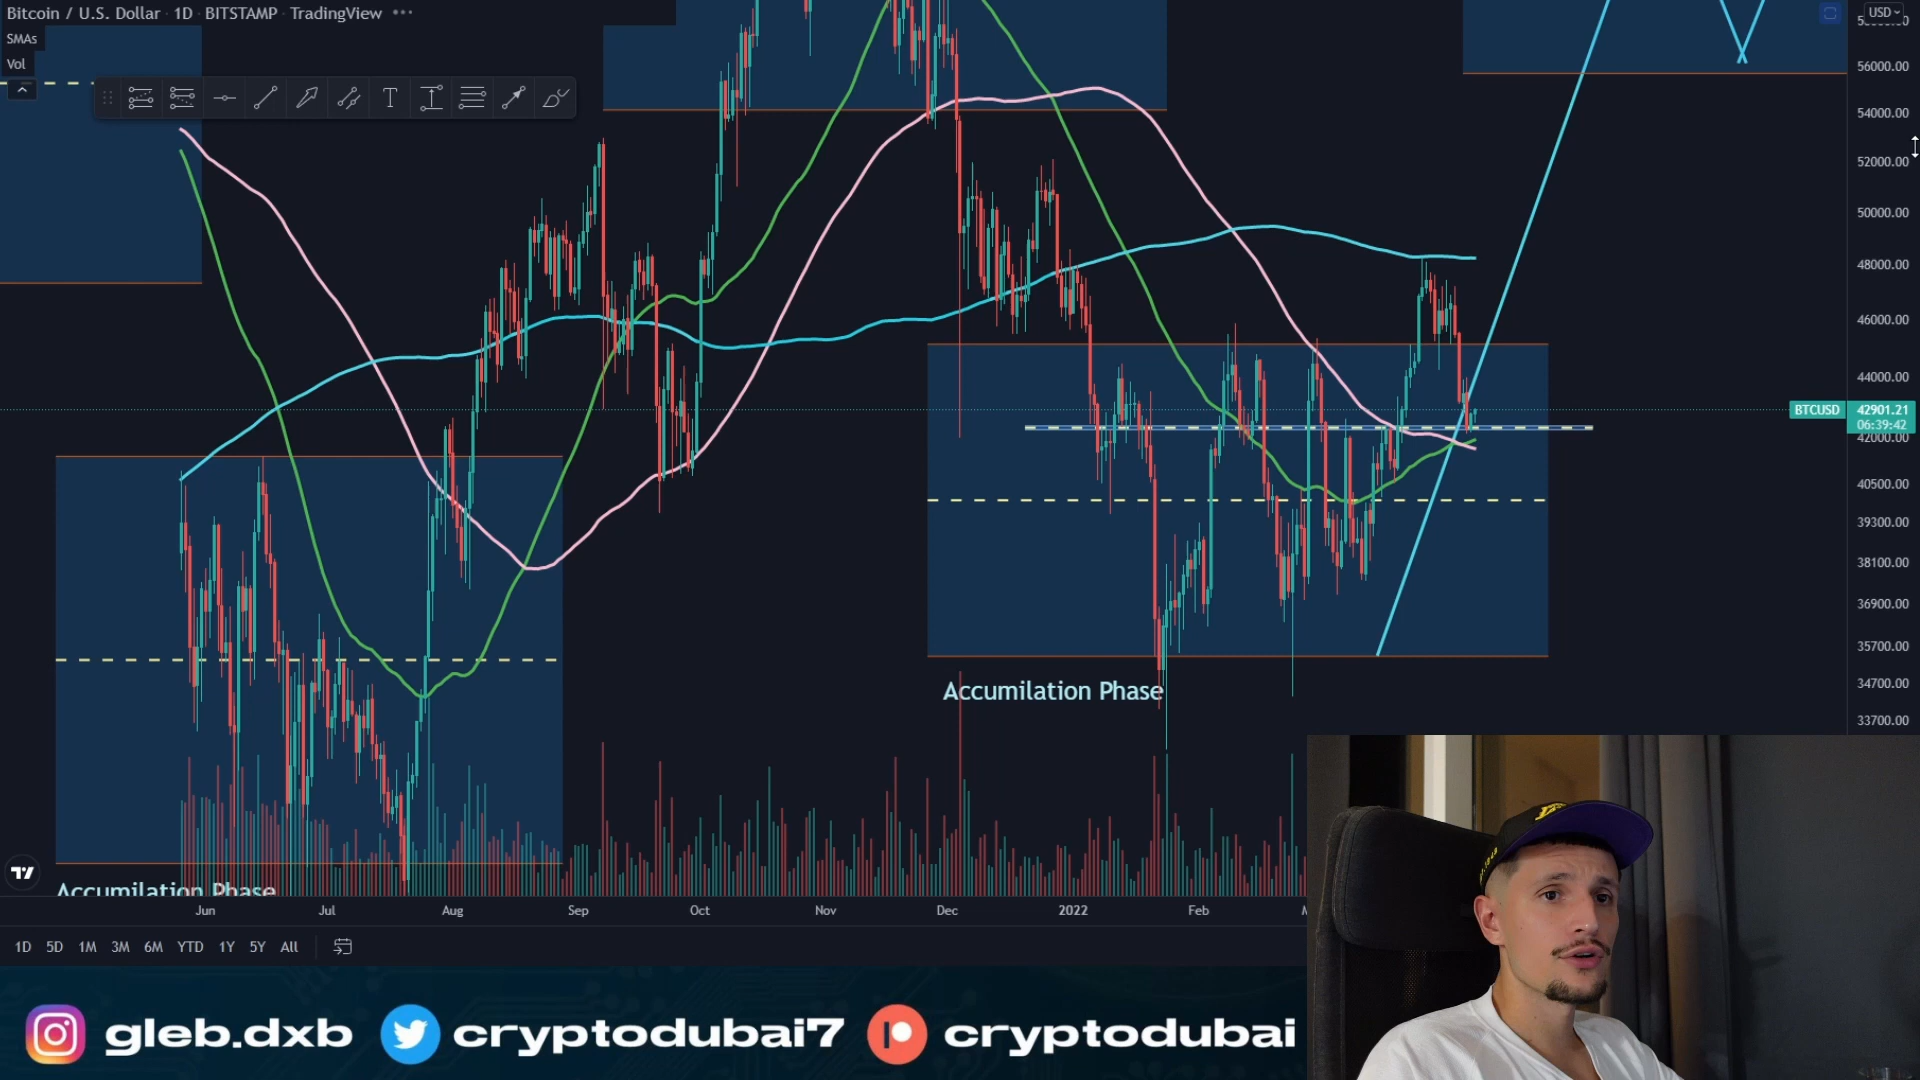 Bitcoin / U.S. Dollar · 1D · BITSTAMP · TradingView
USD
SMAs
Vol
T
56000.00
54000.00
52000.00
50000.00
48000.00
46000.00
44000.00
BTCUSD 42901.21
06:39:42
42000.00
40500.00
39300.00
38100.00
36900.00
35700.00
34700.00
33700.00
Accumilation Phase
Accumilation Phase
Jun Jul Aug Sep Oct Nov Dec 2022 Feb
1D 5D 1M 3M 6M YTD 1Y 5Y All
gleb.dxb cryptodubai7 cryptodubai